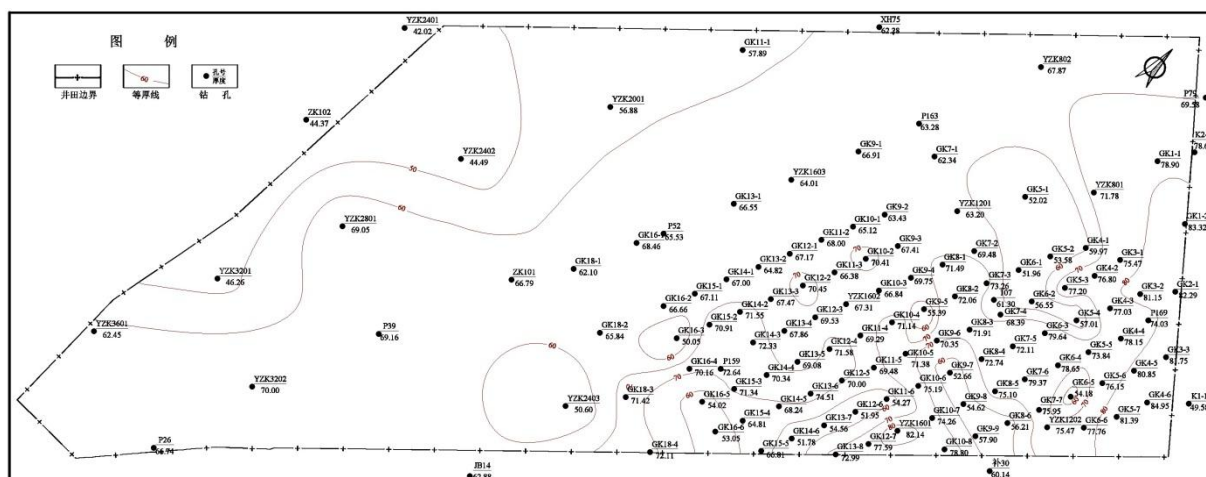 图 例
60
孔号
厚度
井田边界
等厚线
钻 孔
YZK2401
42.02
XH75
62.28
GK11-1
57.89
YZK802
67.87
P79
69.58
YZK2001
56.88
ZK102
44.37
P163
63.28
YZK2402
44.49
GK9-1
66.91
GK7-1
62.34
GK1-1
78.90
50
60
YZK1603
64.01
GK5-1
52.02
YZK801
71.78
GK13-1
66.55
YZK1201
63.20
GK9-2
63.43
GK10-1
65.12
YZK2801
69.05
P52
65.53
68.46
GK11-2
68.00
GK9-3
67.41
GK7-2
69.48
GK5-2
53.58
GK4-1
59.97
GK3-1
75.47
83.32
GK18-1
62.10
GK12-1
67.17
GK13-2
64.82
GK11-3
66.38
GK10-2
70.41
GK8-1
71.49
GK6-1
51.96
GK4-2
76.80
YZK3201
46.26
ZK101
66.79
GK14-1
67.00
GK12-2
70.45
GK9-4
69.75
GK7-3
73.26
GK5-3
77.20
GK3-2
81.15
GK2-1
82.29
GK15-1
67.11
GK13-3
67.47
GK10-3
66.84
GK8-2
72.06
61.30
GK6-2
56.55
GK16-2
66.66
GK14-2
71.55
YZK1602
67.31
GK9-5
55.39
GK7-4
68.39
GK5-4
57.01
GK4-3
77.03
P169
74.03
YZK3601
62.45
P39
69.16
GK18-2
65.84
GK15-2
70.91
GK12-3
69.53
GK10-4
71.14
GK8-3
71.91
GK6-3
79.64
GK16-3
50.05
GK14-3
72.33
GK13-4
67.86
GK11-4
69.29
GK9-6
70.35
GK7-5
72.11
GK5-5
73.84
GK4-4
78.15
GK12-4
71.58
GK10-5
71.38
GK8-4
72.74
GK6-4
78.65
GK4-5
80.85
GK3-3
81.75
60
GK16-4
70.16
P159
72.64
GK14-4
70.34
GK13-5
69.08
GK11-5
69.48
GK9-7
52.66
GK7-6
79.37
GK5-6
76.15
YZK3202
70.00
GK18-3
71.42
GK15-3
71.34
GK12-5
70.00
GK10-6
75.19
GK8-5
75.10
GK6-5
54.18
YZK2403
50.60
GK16-5
54.02
GK14-5
68.24
GK13-6
74.51
GK11-6
54.27
GK9-8
54.62
GK7-7
75.95
GK4-6
84.95
K1-1
49.58
GK15-4
64.81
GK12-6
51.95
GK10-7
74.26
GK8-6
56.21
YZK1202
75.47
GK6-6
77.76
GK5-7
81.39
GK16-6
53.05
GK13-7
54.56
YZK1601
82.14
P26
66.74
GK18-4
72.11
GK15-5
66.81
GK14-6
51.78
GK13-8
72.99
GK12-7
77.59
GK10-8
78.80
GK9-9
57.90
JB14
62.88
补30
60.14